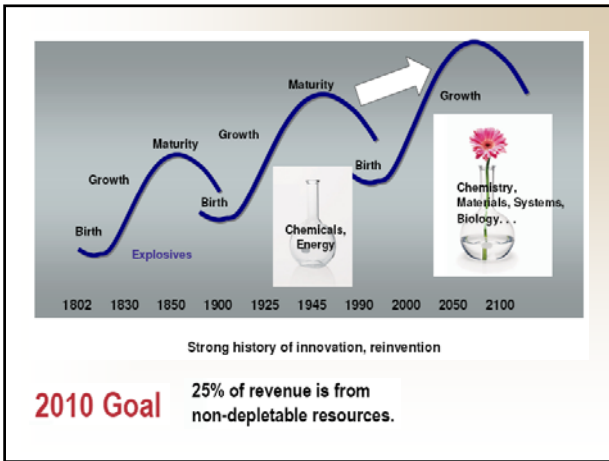 Maturity
Growth
Birth
Explosives
Maturity
Growth
Birth
Chemicals,
Energy
Growth
Birth
Chemistry,
Materials, Systems,
Biology. . .
1802 1830 1850 1900 1925 1945 1990 2000 2050 2100
Strong history of innovation, reinvention
2010 Goal
25% of revenue is from
non-depletable resources.